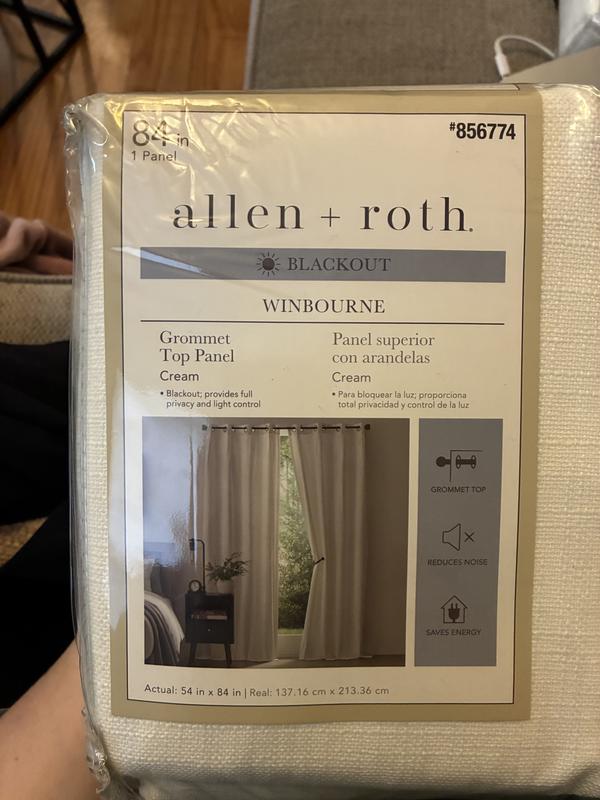 84 in
1 Panel
#856774
allen + roth.
BLACKOUT
WINBOURNE
Grommet
Top Panel
Cream
• Blackout; provides full
privacy and light control
Panel superior
con arandelas
Cream
• Para bloquear la luz; proporciona
total privacidad y control de la luz
GROMMET TOP
REDUCES NOISE
SAVES ENERGY
Actual: 54 in x 84 in | Real: 137.16 cm x 213.36 cm